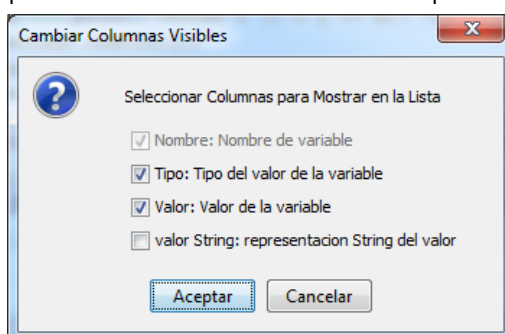 Cambiar Columnas Visibles
Seleccionar Columnas para Mostrar en la Lista
Nombre: Nombre de variable
Tipo: Tipo del valor de la variable
Valor: Valor de la variable
valor String: representacion String del valor
Aceptar Cancelar